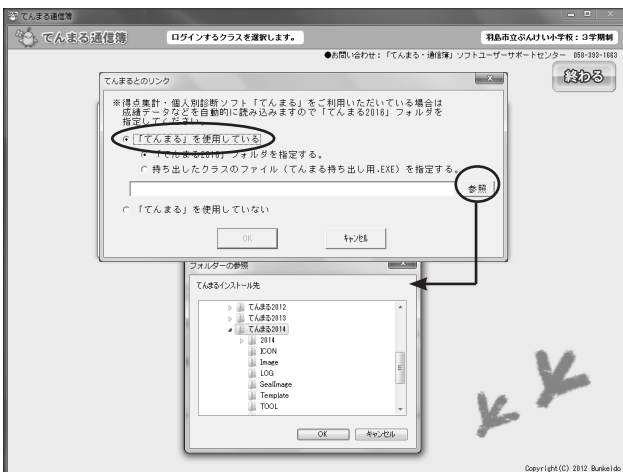 てんまる通信簿
てんまる通信簿
ログインするクラスを選択します。
羽島市立ぶんけい小学校：3学期制
●お問い合わせ：「てんまる・通信簿」ソフトユーザーサポートセンター 058-393-1663
終わる
てんまるとのリンク
※得点集計・個人別診断ソフト「てんまる」をご利用いただいている場合は
成績データなどを自動的に読み込みますので「てんまる2016」フォルダを
指定してください。
「てんまる」を使用している
「てんまる2016」フォルダを指定する。
持ち出したクラスのファイル（てんまる持ち出し用.EXE）を指定する。
参照
「てんまる」を使用していない
OK
キャンセル
フォルダーの参照
てんまるインストール先
てんまる2012
てんまる2013
てんまる2014
2014
ICON
Image
LOG
SealImage
Template
TOOL
OK
キャンセル
Copyright(C) 2012 Bunkeido